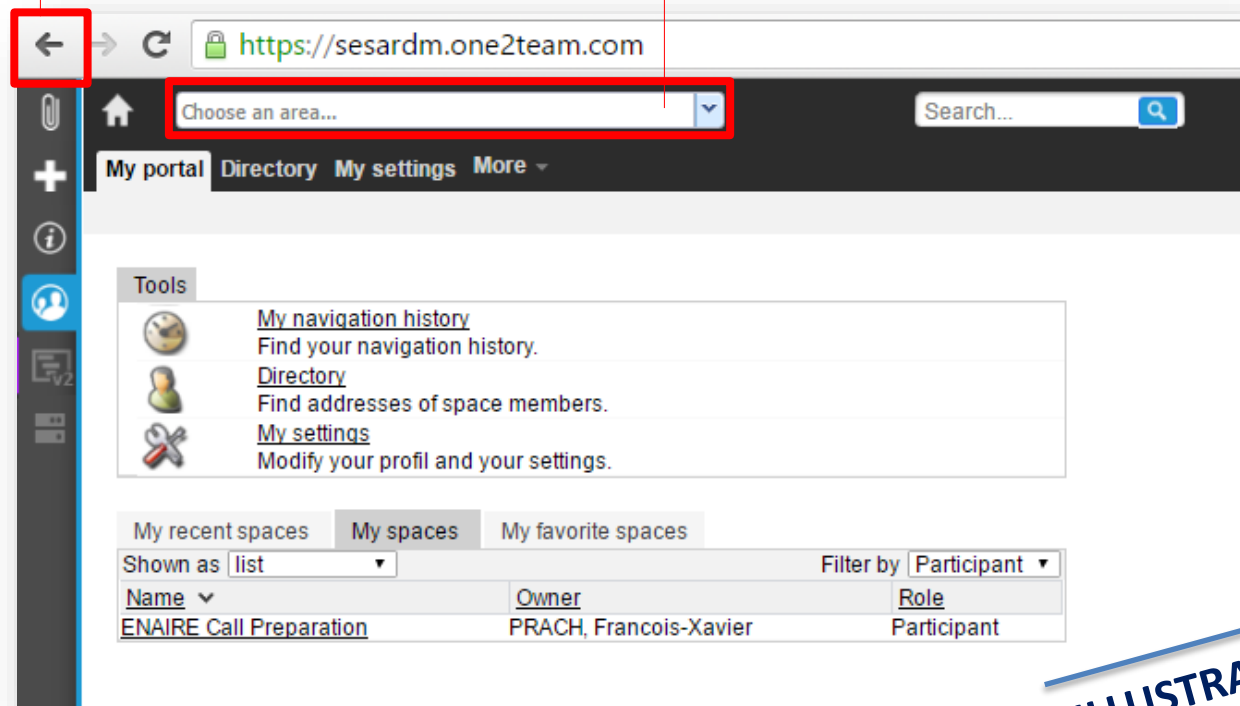 https://sesardm.one2team.com
Choose an area...
Search...
My portal Directory My settings More
Tools
My navigation history
Find your navigation history.
Directory
Find addresses of space members.
My settings
Modify your profil and your settings.
My recent spaces My spaces My favorite spaces
Shown as list Filter by Participant
Name Owner Role
ENAIRE Call Preparation PRACH, Francois-Xavier Participant
v2